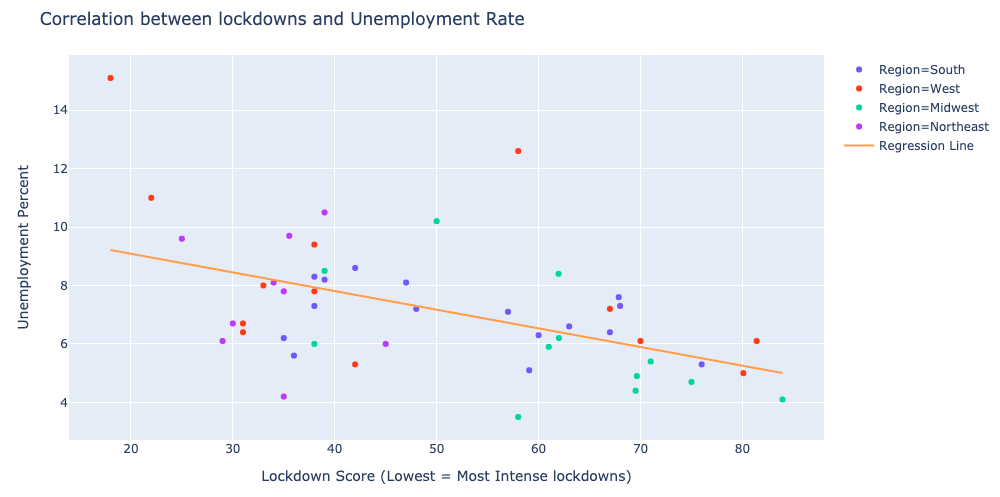 Correlation between lockdowns and Unemployment Rate
Region=South
Region=West
Region=Midwest
Region=Northeast
Regression Line
Unemployment Percent
14
12
10
8
6
4
20 30 40 50 60 70 80
Lockdown Score (Lowest = Most Intense lockdowns)